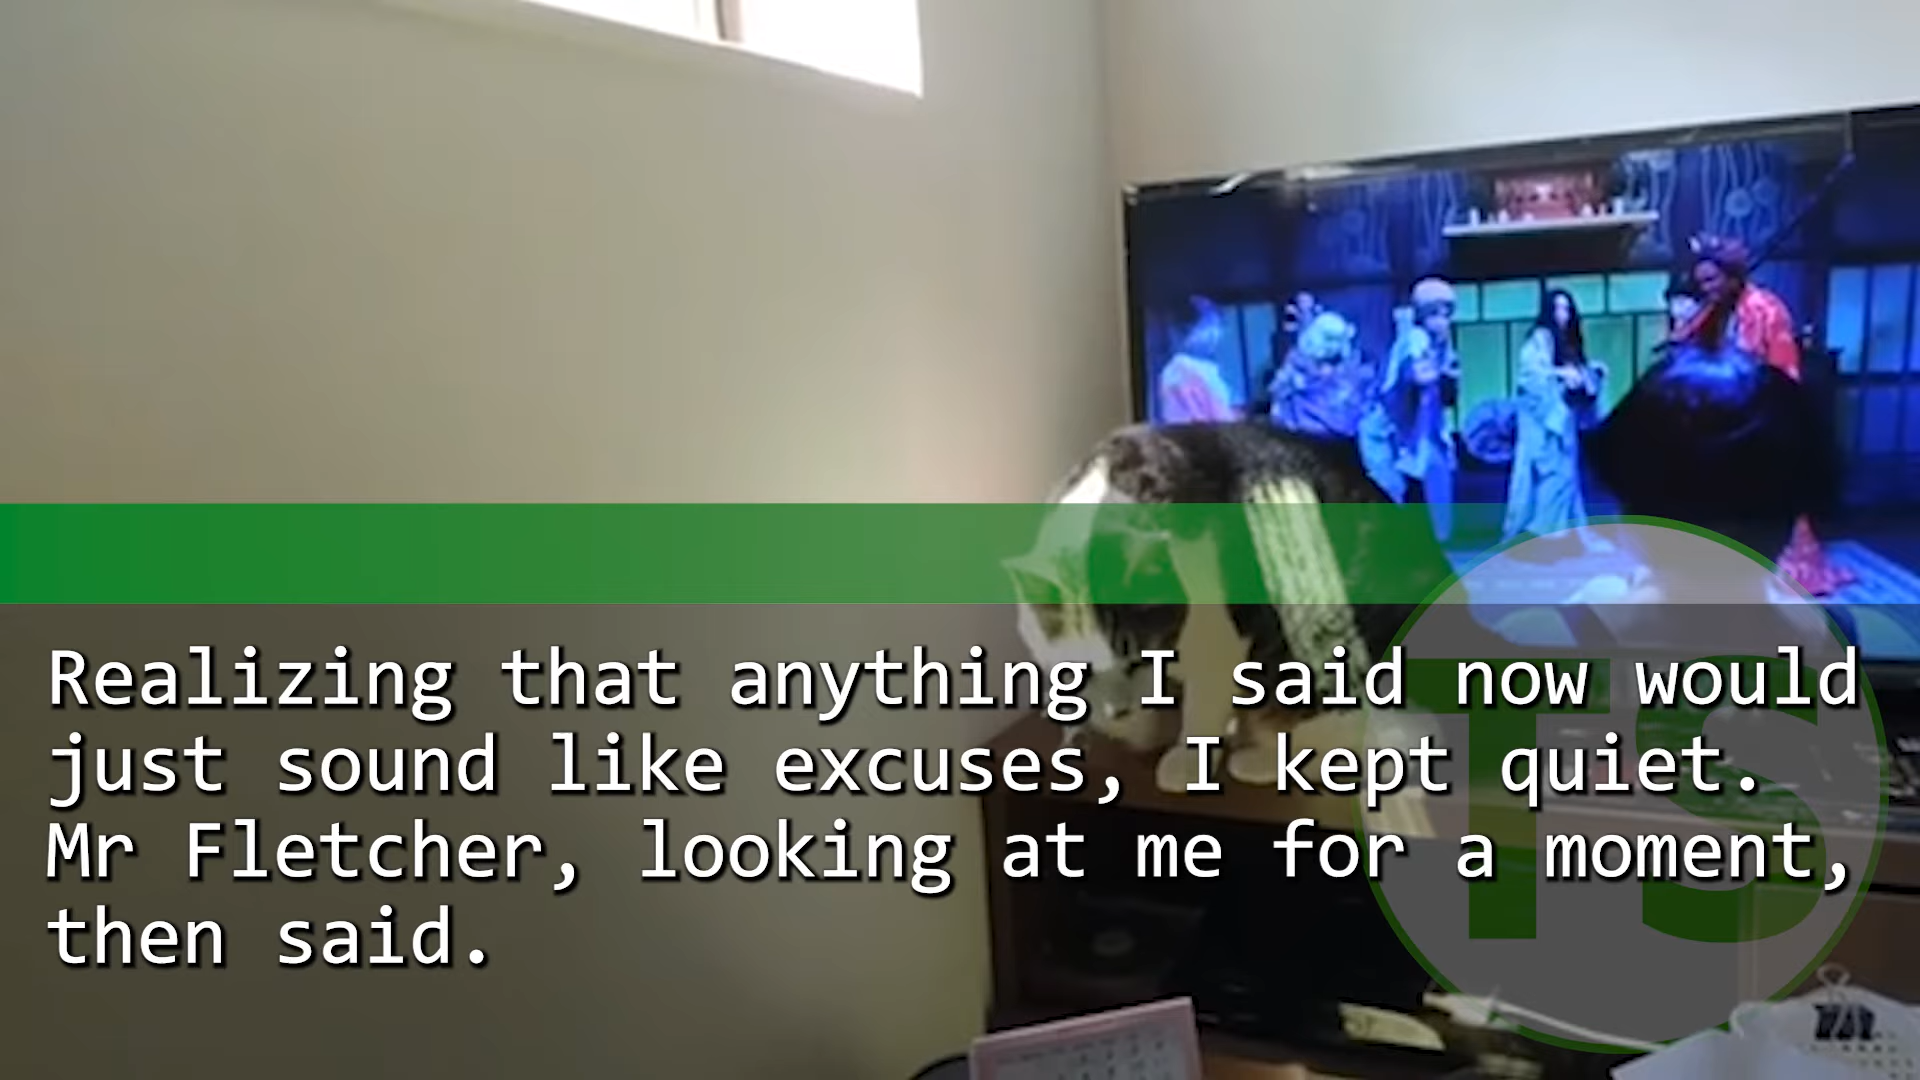 Realizing that anything I said now would
just sound like excuses, I kept quiet.
Mr Fletcher, looking at me for a moment,
then said.
TS